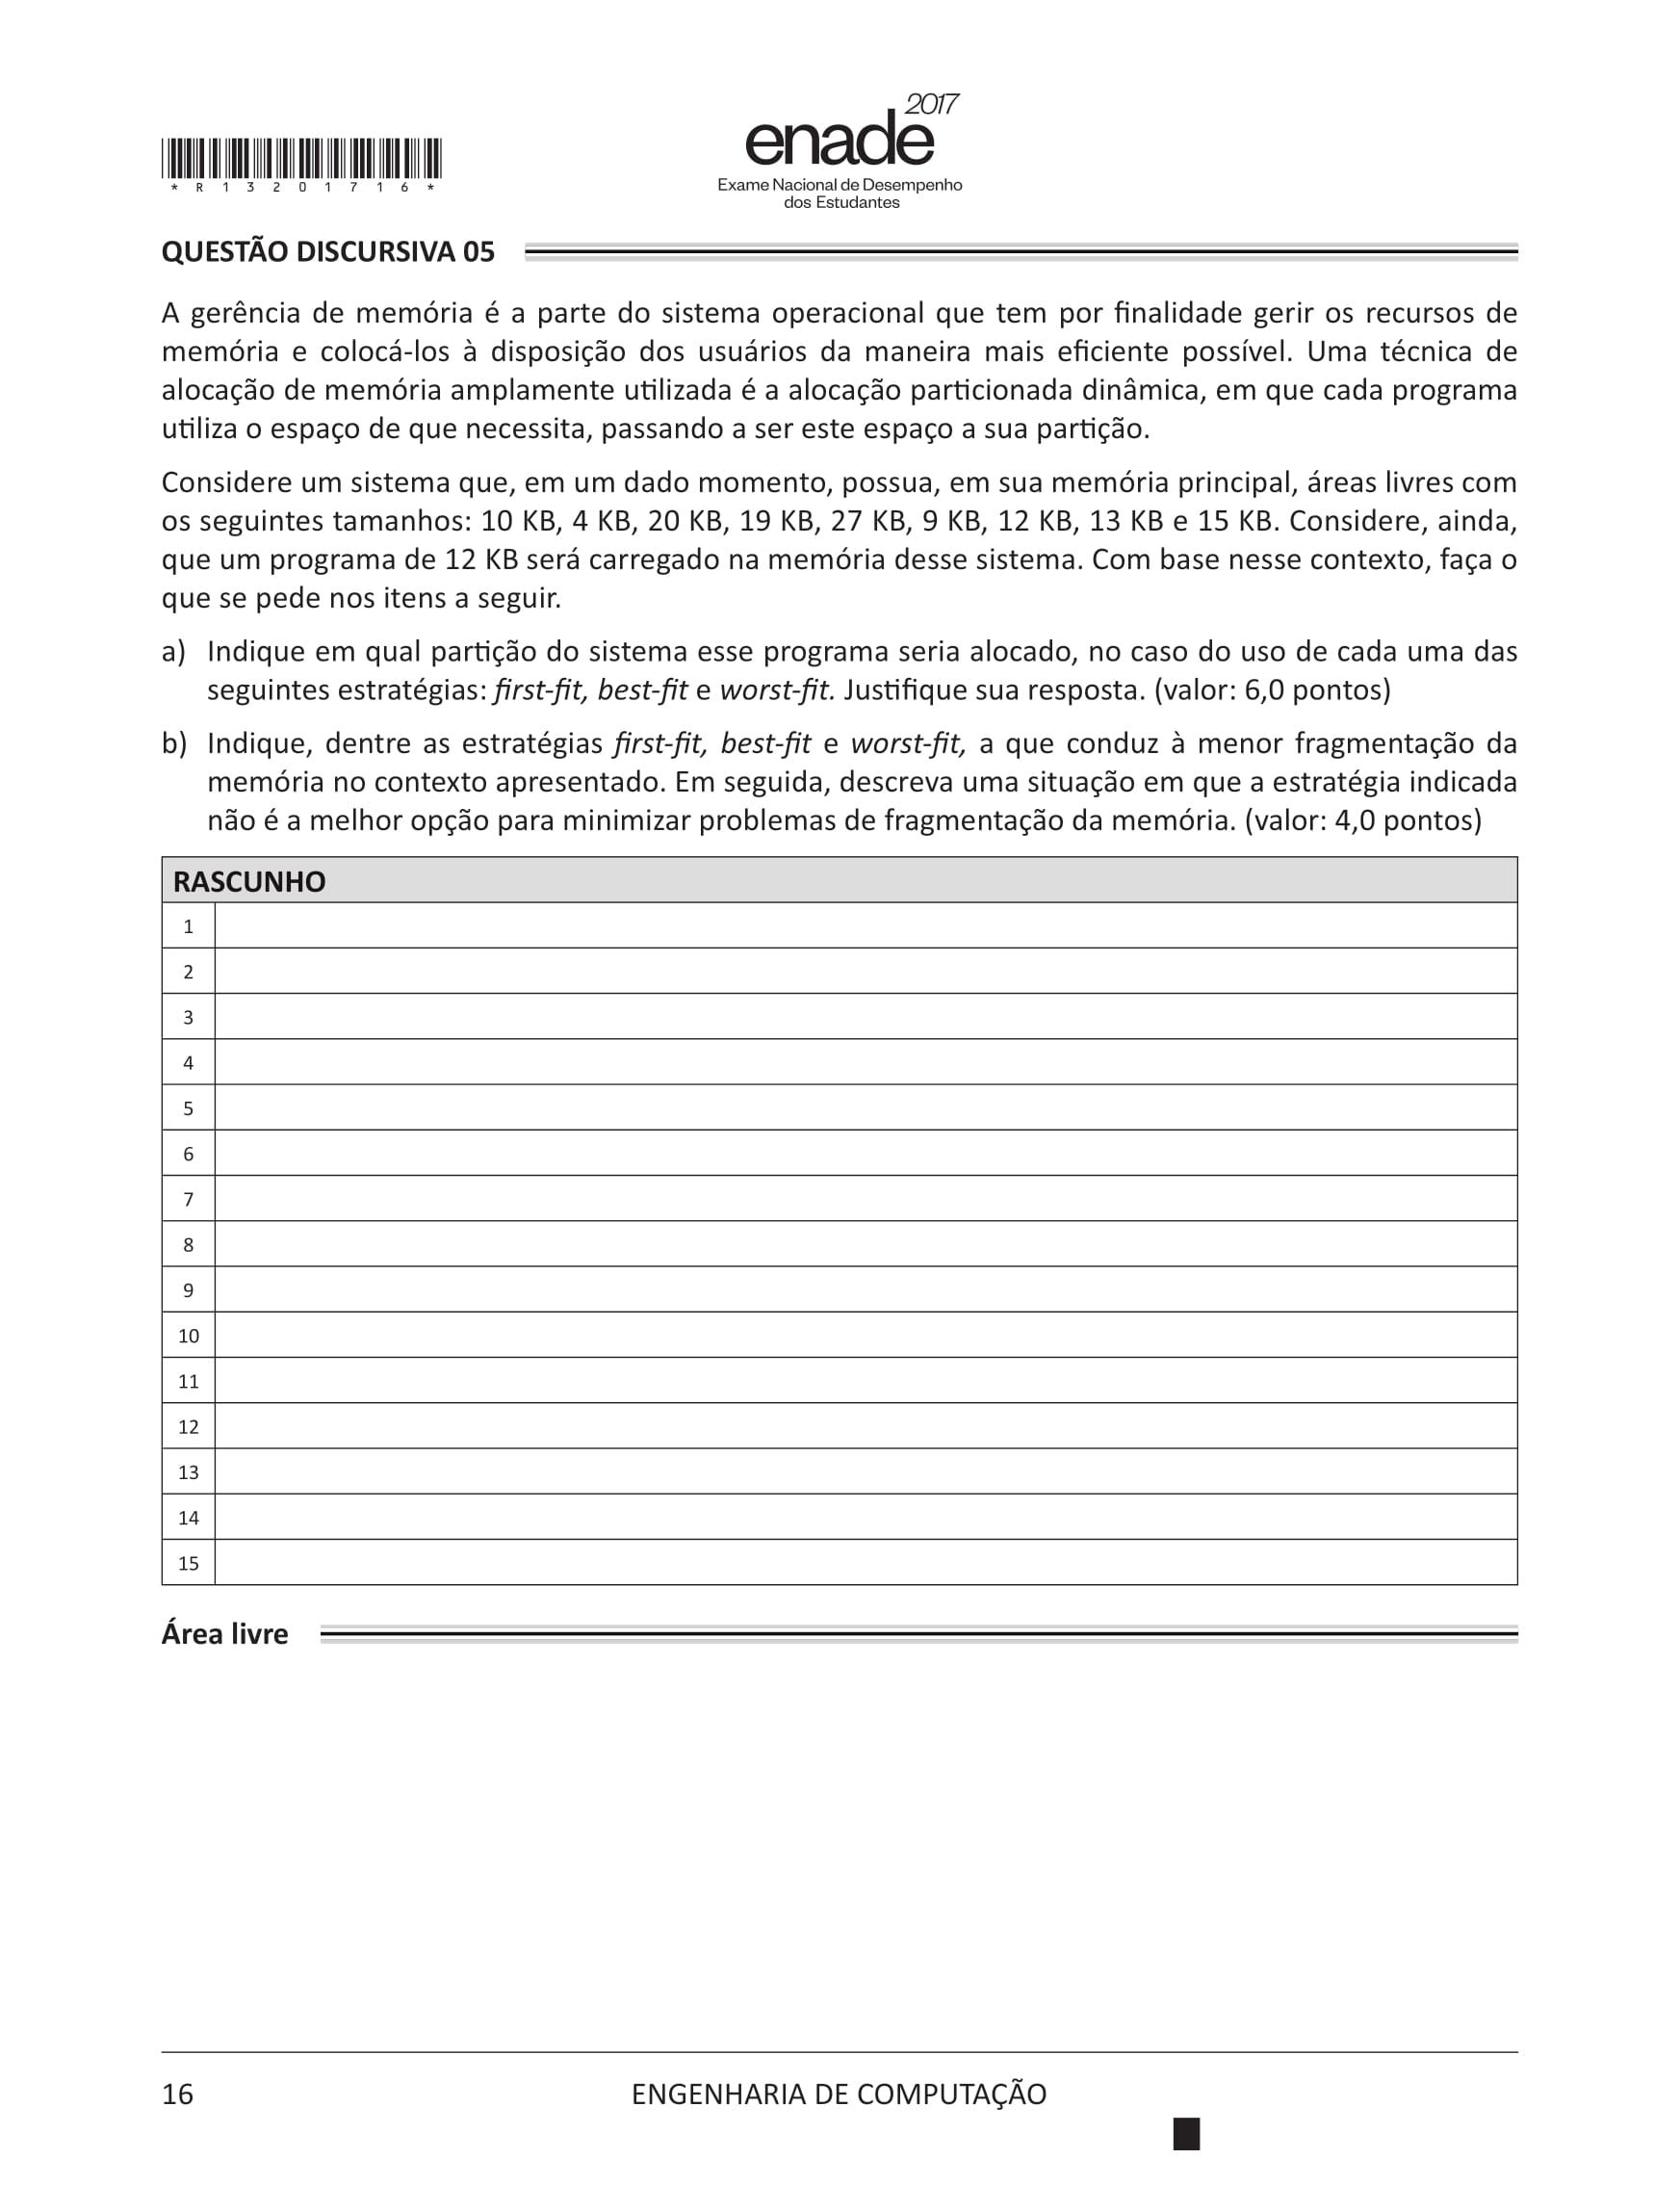 enade 2017
Exame Nacional de Desempenho
dos Estudantes
*R13201716*
QUESTÃO DISCURSIVA 05
A gerência de memória é a parte do sistema operacional que tem por finalidade gerir os recursos de
memória e colocá-los à disposição dos usuários da maneira mais eficiente possível. Uma técnica de
alocação de memória amplamente utilizada é a alocação particionada dinâmica, em que cada programa
utiliza o espaço de que necessita, passando a ser este espaço a sua partição.
Considere um sistema que, em um dado momento, possua, em sua memória principal, áreas livres com
os seguintes tamanhos: 10 KB, 4 KB, 20 KB, 19 KB, 27 KB, 9 KB, 12 KB, 13 KB e 15 KB. Considere, ainda,
que um programa de 12 KB será carregado na memória desse sistema. Com base nesse contexto, faça o
que se pede nos itens a seguir.
a) Indique em qual partição do sistema esse programa seria alocado, no caso do uso de cada uma das
seguintes estratégias: first-fit, best-fit e worst-fit. Justifique sua resposta. (valor: 6,0 pontos)
b) Indique, dentre as estratégias first-fit, best-fit e worst-fit, a que conduz à menor fragmentação da
memória no contexto apresentado. Em seguida, descreva uma situação em que a estratégia indicada
não é a melhor opção para minimizar problemas de fragmentação da memória. (valor: 4,0 pontos)
RASCUNHO
1
2
3
4
5
6
7
8
9
10
11
12
13
14
15
Área livre
16
ENGENHARIA DE COMPUTAÇÃO